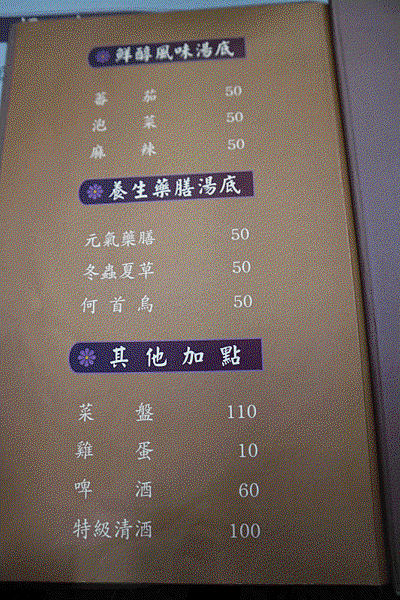 鮮醇風味湯底
蕃茄 50
泡菜 50
麻辣 50
養生藥膳湯底
元氣藥膳 50
冬蟲夏草 50
何首烏 50
其他加點
菜盤 110
雞蛋 10
啤酒 60
特級清酒 100